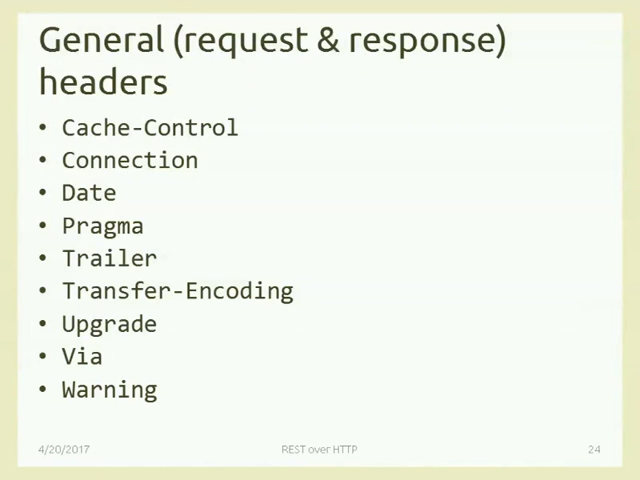 General (request & response)
headers
• Cache-Control
• Connection
• Date
• Pragma
• Trailer
• Transfer-Encoding
• Upgrade
• Via
• Warning
4/20/2017 REST over HTTP 24